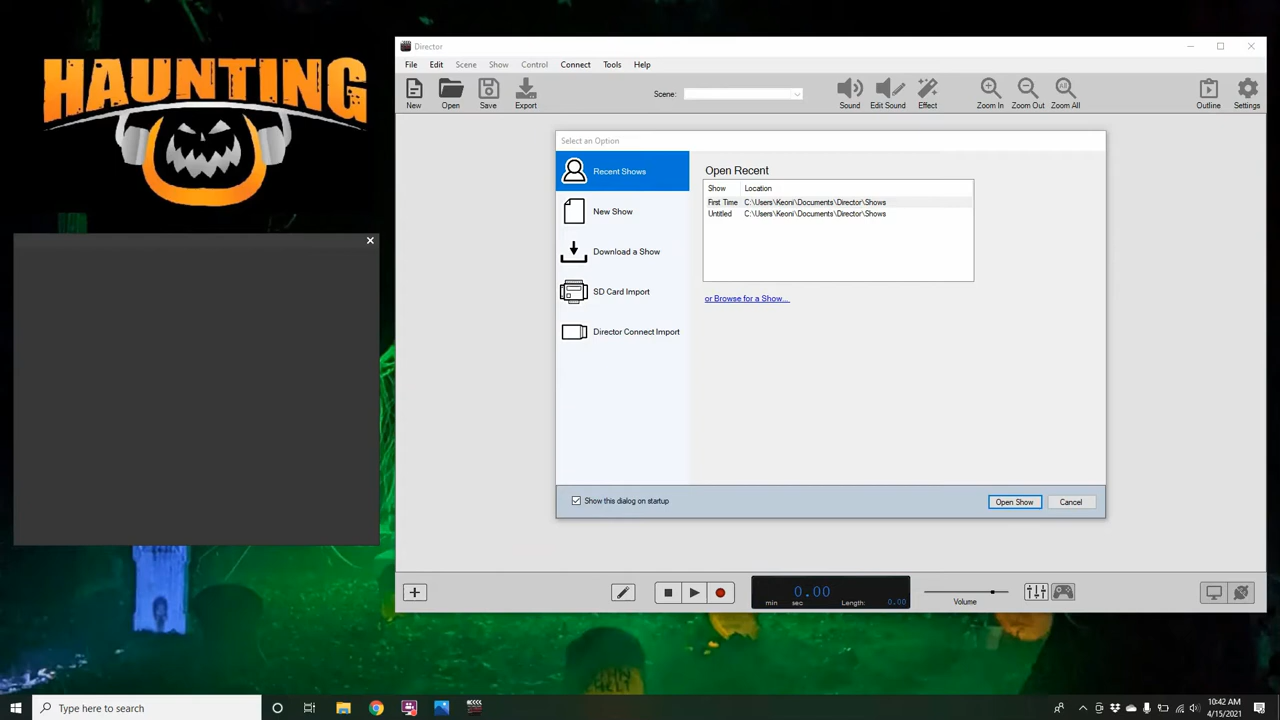 HAUNTING
Director
File Edit Scene Show Control Connect Tools Help
New Open Save Export Scene: Sound Edit Sound Effect Zoom In Zoom Out Zoom All Outline Settings
Select an Option
Recent Shows
New Show
Download a Show
SD Card Import
Director Connect Import
Open Recent
Show Location
First Time C:\Users\Keoni\Documents\Director\Shows
Untitled C:\Users\Keoni\Documents\Director\Shows
or Browse for a Show...
Show this dialog on startup
Open Show Cancel
0.00
min sec Length: 0.00
Volume
Type here to search
10:42 AM
4/15/2021